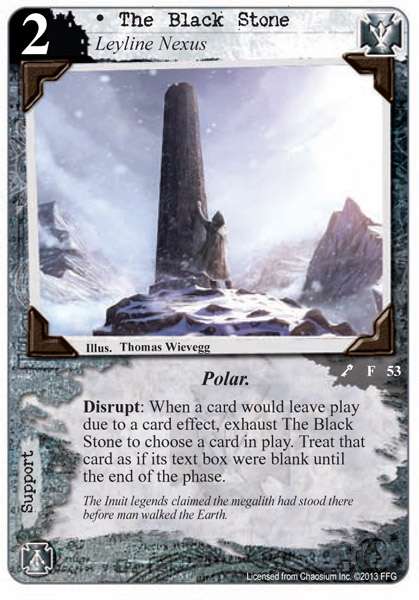 2
• The Black Stone
Leyline Nexus
Illus. Thomas Wievegg
F 53
Polar.
Disrupt: When a card would leave play
due to a card effect, exhaust The Black
Stone to choose a card in play. Treat that
card as if its text box were blank until
the end of the phase.
The Inuit legends claimed the megalith had stood there
before man walked the Earth.
Support
Licensed from Chaosium Inc. ©2013 FFG